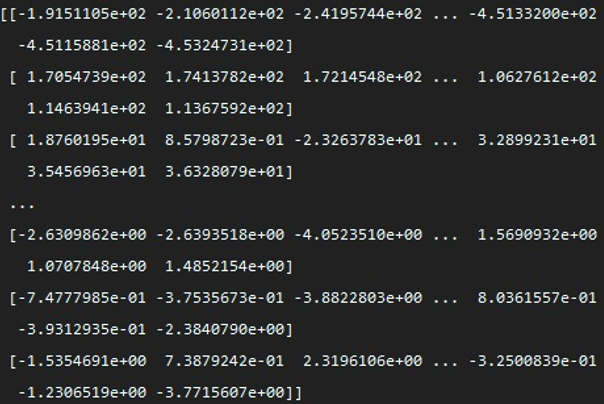 [[-1.9151105e+02 -2.1060112e+02 -2.4195744e+02 ... -4.5133200e+02
-4.5115881e+02 -4.5324731e+02]
[ 1.7054739e+02 1.7413782e+02 1.7214548e+02 ... 1.0627612e+02
1.1463941e+02 1.1367592e+02]
[ 1.8760195e+01 8.5798723e-01 -2.3263783e+01 ... 3.2899231e+01
3.5456963e+01 3.6328079e+01]
...
[-2.6309862e+00 -2.6393518e+00 -4.0523510e+00 ... 1.5690932e+00
1.0707848e+00 1.4852154e+00]
[-7.4777985e-01 -3.7535673e-01 -3.8822803e+00 ... 8.0361557e-01
-3.9312935e-01 -2.3840790e+00]
[-1.5354691e+00 7.3879242e-01 2.3196106e+00 ... -3.2500839e-01
-1.2306519e+00 -3.7715607e+00]]